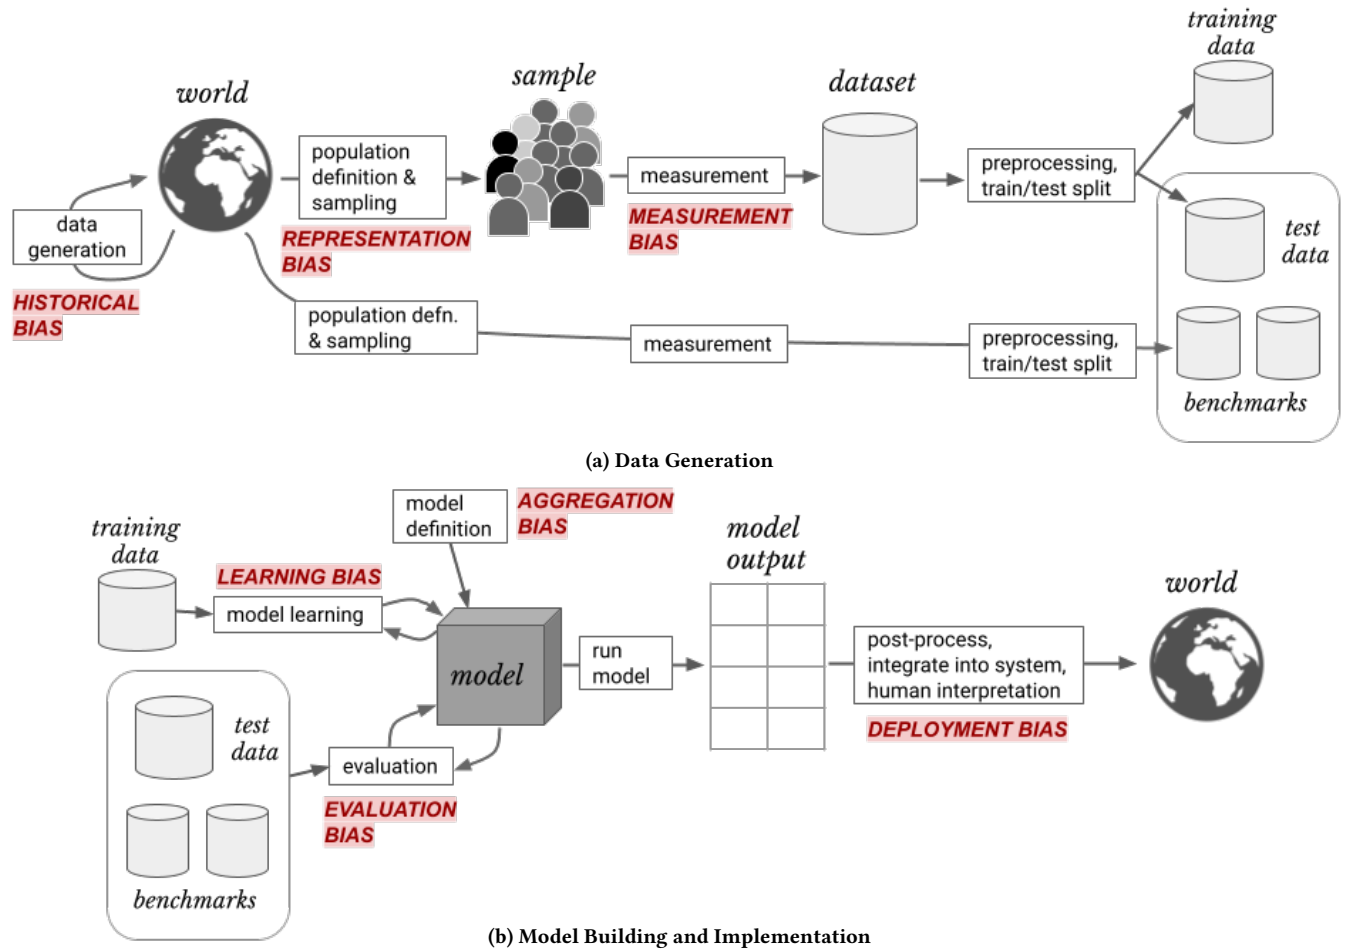 training
data
sample
dataset
world
population
definition &
sampling
measurement
preprocessing,
train/test split
data
generation
REPRESENTATION
BIAS
MEASUREMENT
BIAS
test
data
HISTORICAL
BIAS
population defn.
& sampling
measurement
preprocessing,
train/test split
benchmarks
(a) Data Generation
model
definition
AGGREGATION
BIAS
training
data
LEARNING BIAS
model learning
model
output
world
model
run
model
post-process,
integrate into system,
human interpretation
DEPLOYMENT BIAS
test
data
evaluation
EVALUATION
BIAS
benchmarks
(b) Model Building and Implementation